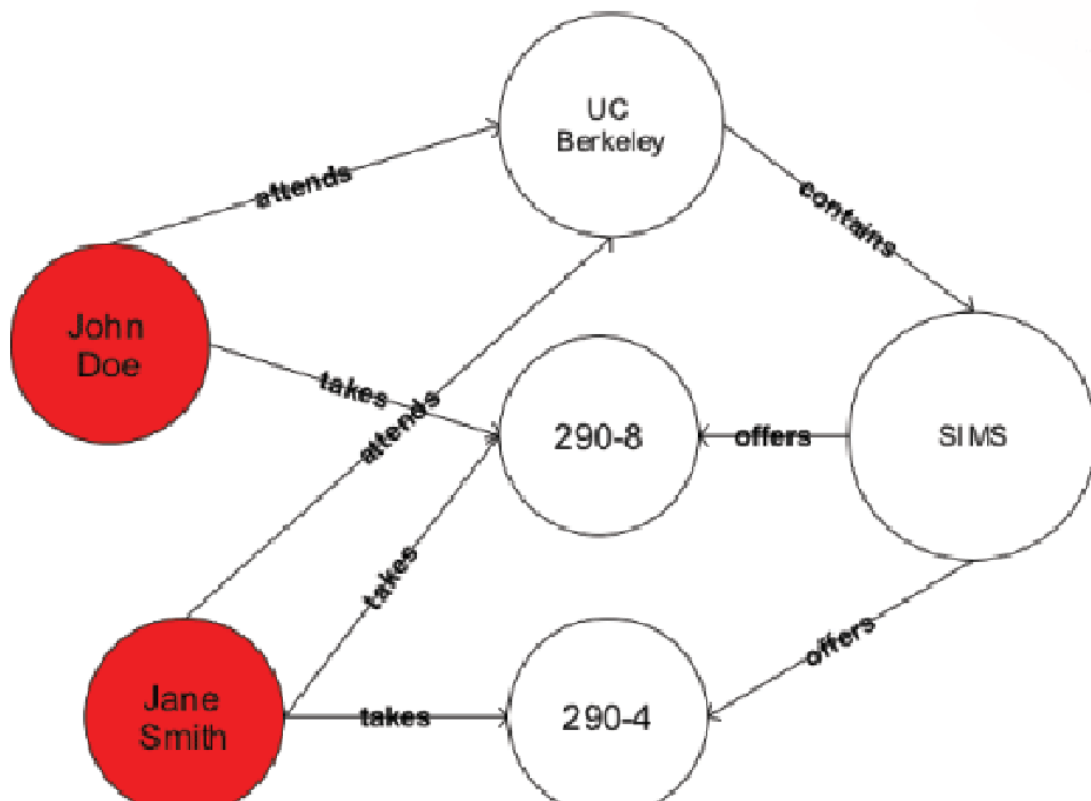 UC
Berkeley
attends
contains
John
Doe
takes
attends
290-8
offers
SIMS
takes
offers
Jane
Smith
takes
290-4